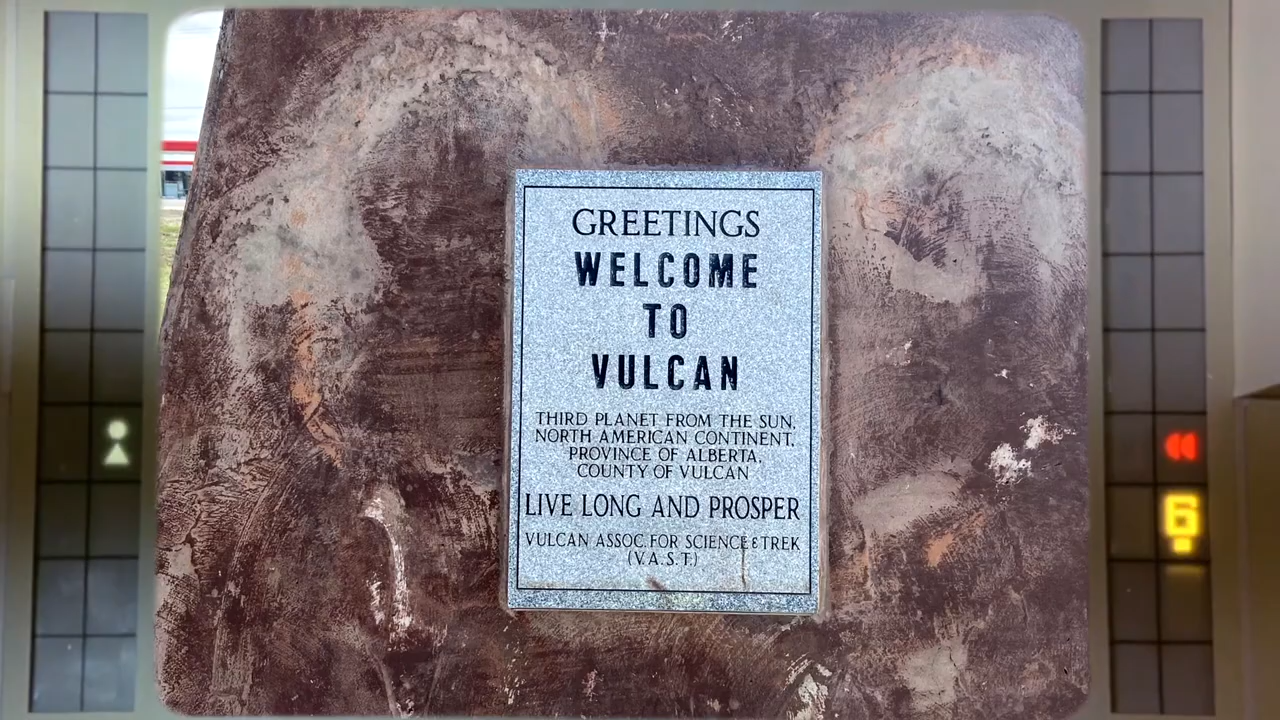 GREETINGS
WELCOME
TO
VULCAN
THIRD PLANET FROM THE SUN,
NORTH AMERICAN CONTINENT,
PROVINCE OF ALBERTA,
COUNTY OF VULCAN
LIVE LONG AND PROSPER
VULCAN ASSOC. FOR SCIENCE & TREK
(V.A.S.T.)
6